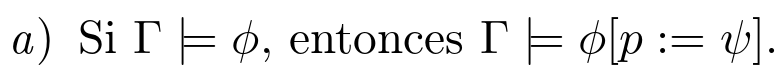 a) Si Γ ⊨ ϕ, entonces Γ ⊨ ϕ[p := ψ].